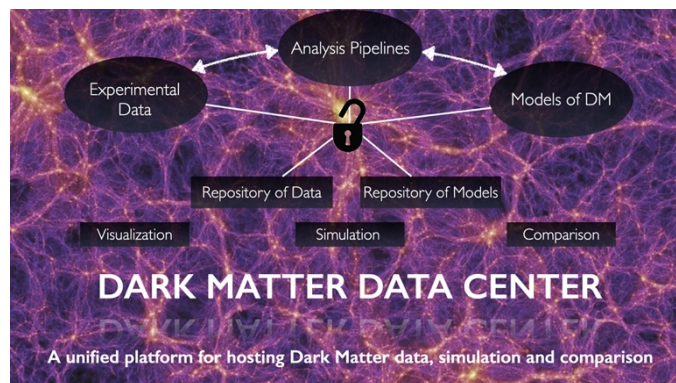 Analysis Pipelines
Experimental
Data
Models of DM
Repository of Data
Repository of Models
Visualization
Simulation
Comparison
DARK MATTER DATA CENTER
A unified platform for hosting Dark Matter data, simulation and comparison